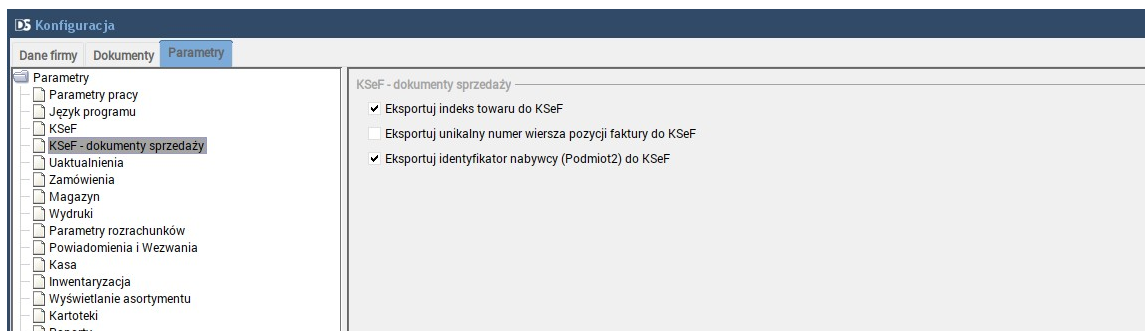 DS Konfiguracja
Dane firmy Dokumenty Parametry
Parametry
Parametry pracy
Język programu
KSeF
KSeF - dokumenty sprzedaży
Uaktualnienia
Zamówienia
Magazyn
Wydruki
Parametry rozrachunków
Powiadomienia i Wezwania
Kasa
Inwentaryzacja
Wyświetlanie asortymentu
Kartoteki
KSeF - dokumenty sprzedaży
Eksportuj indeks towaru do KSeF
Eksportuj unikalny numer wiersza pozycji faktury do KSeF
Eksportuj identyfikator nabywcy (Podmiot2) do KSeF